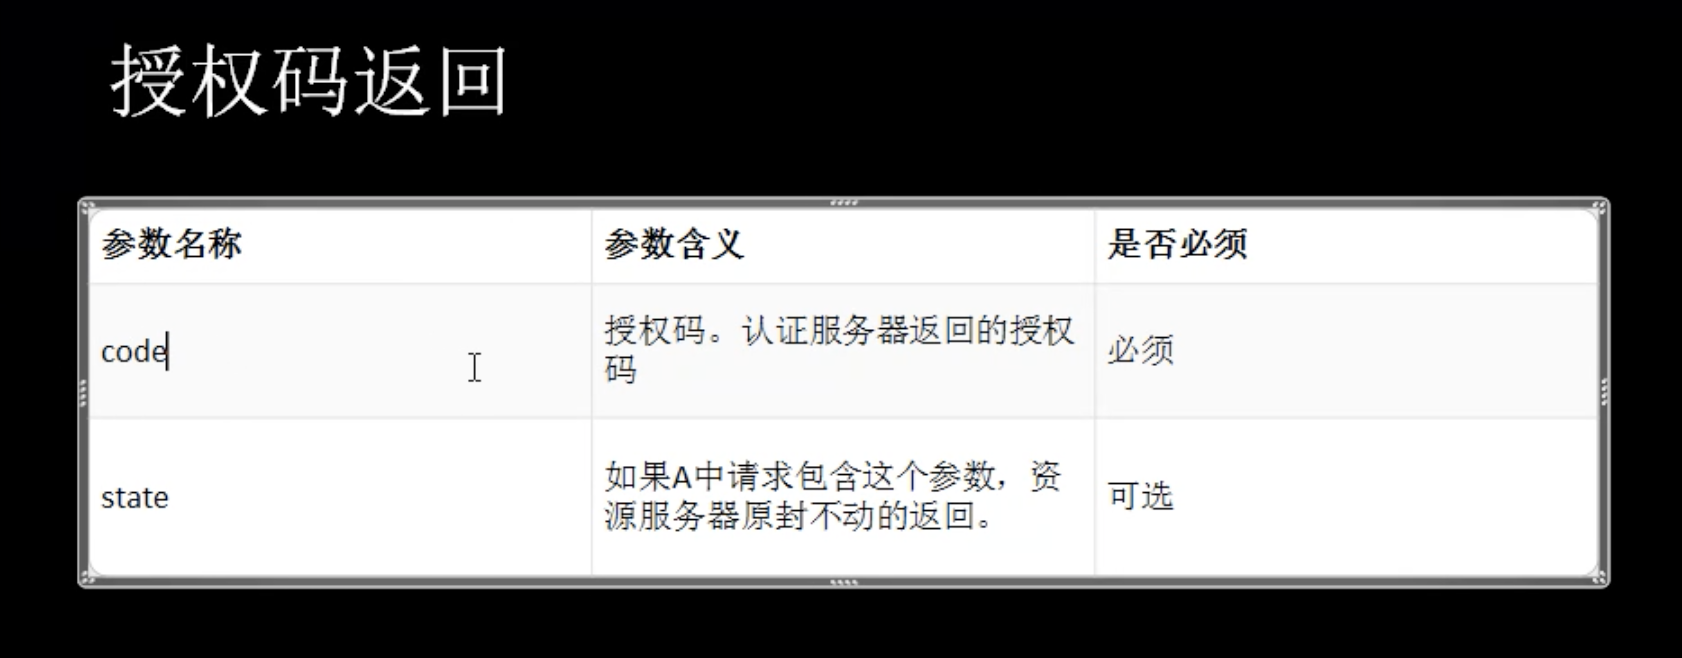 授权码返回
参数名称 参数含义 是否必须
code 授权码。认证服务器返回的授权
码 必须
state 如果A中请求包含这个参数，资
源服务器原封不动的返回。 可选